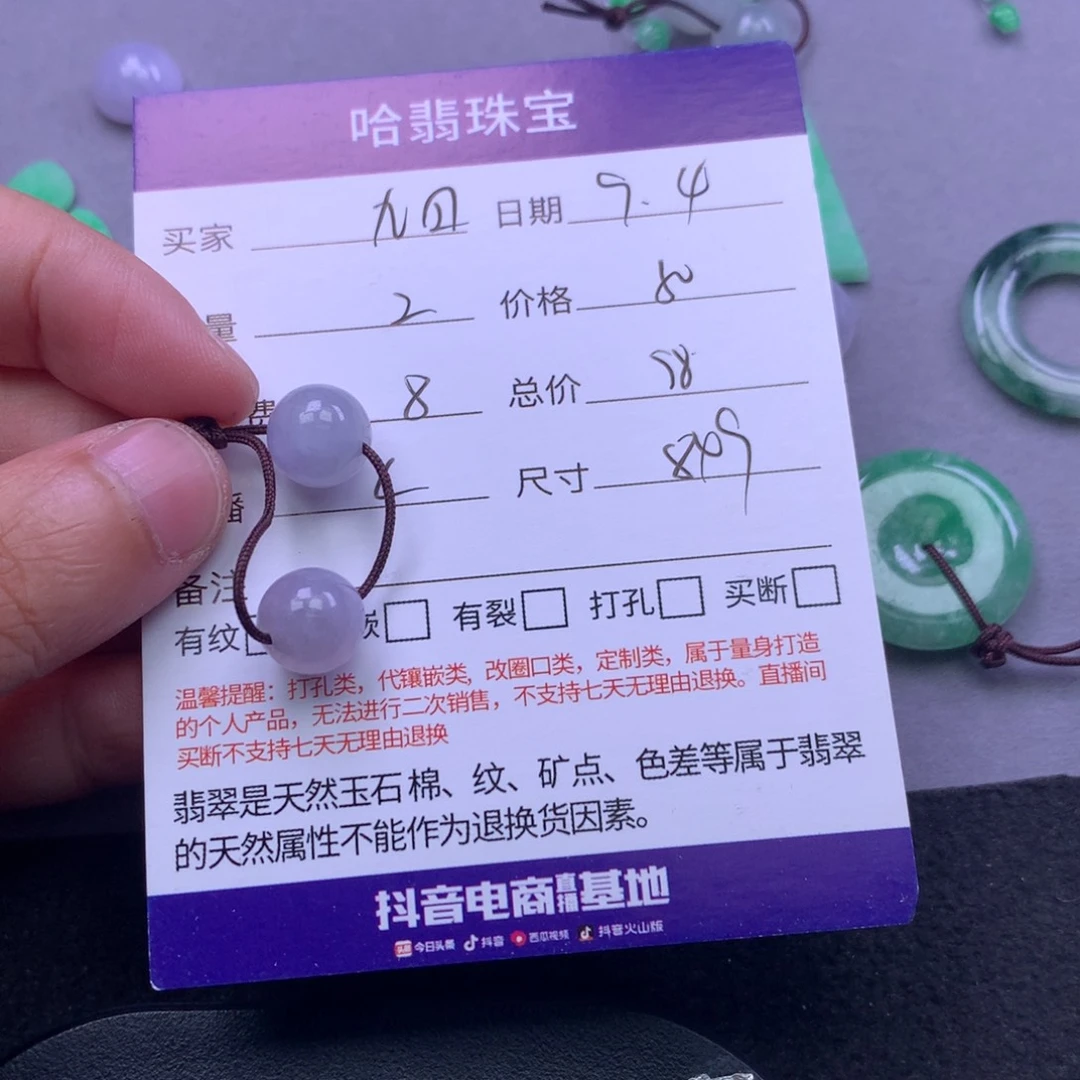 哈翡珠宝
买家 日期 9.4
量 2 价格 80
费 8 总价
播 尺寸
备注
有纹 嵌 有裂 打孔 买断
温馨提醒：打孔类，代镶嵌类，改圈口类，定制类，属于量身打造
的个人产品，无法进行二次销售，不支持七天无理由退换。直播间
买断不支持七天无理由退换
翡翠是天然玉石 棉、纹、矿点、色差等属于翡翠
的天然属性不能作为退换货因素。
抖音电商直播基地
头条 今日头条 抖音 西瓜视频 抖音火山版